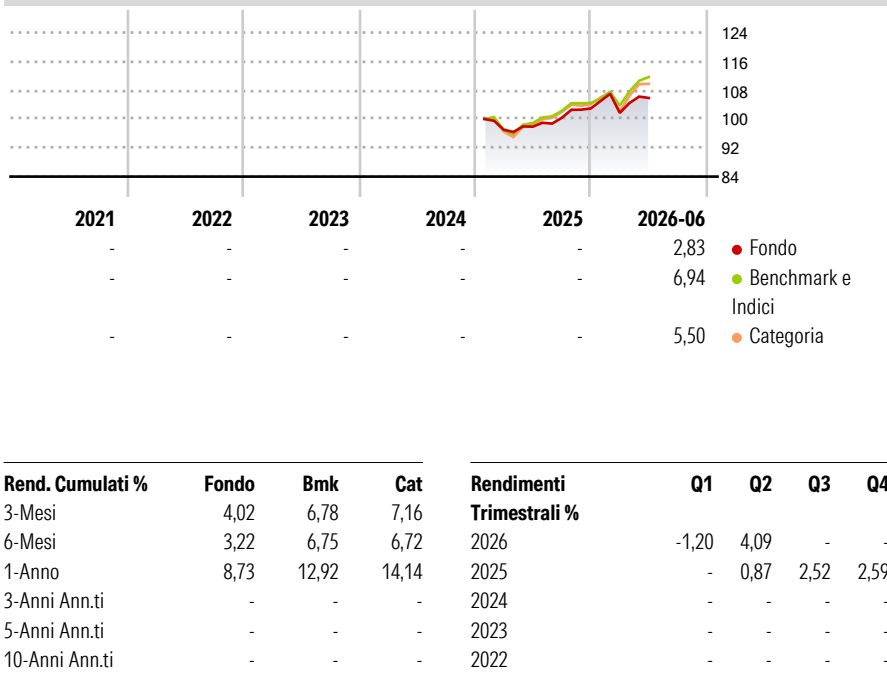 124
116
108
100
92
84
2021 2022 2023 2024 2025 2026-06
- - - - - 2,83 Fondo
- - - - - 6,94 Benchmark e
Indici
- - - - - 5,50 Categoria
Rend. Cumulati % Fondo Bmk Cat
3-Mesi 4,02 6,78 7,16
6-Mesi 3,22 6,75 6,72
1-Anno 8,73 12,92 14,14
3-Anni Ann.ti - - -
5-Anni Ann.ti - - -
10-Anni Ann.ti - - -
Rendimenti Q1 Q2 Q3 Q4
Trimestrali %
2026 -1,20 4,09 - -
2025 - 0,87 2,52 2,59
2024 - - - -
2023 - - - -
2022 - - - -